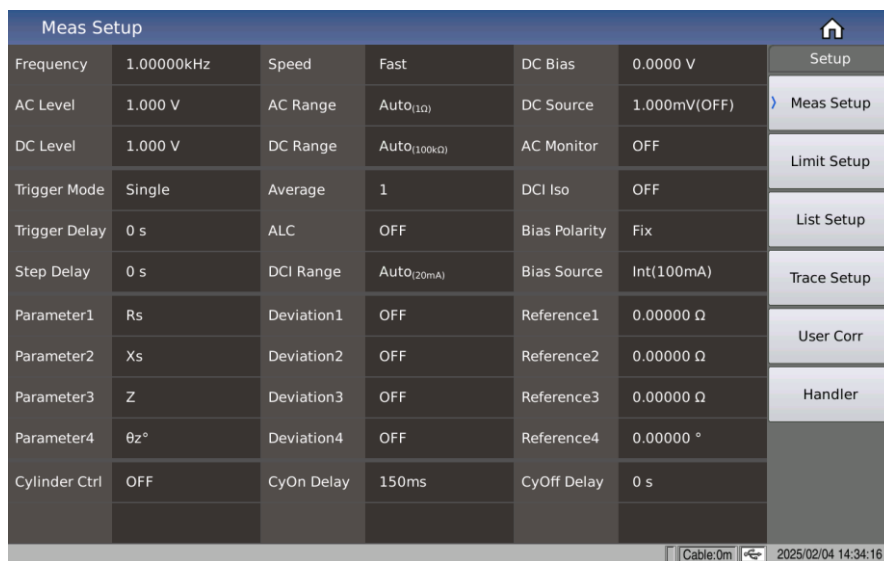 Meas Setup
Setup
Frequency 1.00000kHz Speed Fast DC Bias 0.0000 V
AC Level 1.000 V AC Range Auto(1Ω) DC Source 1.000mV(OFF)
Meas Setup
DC Level 1.000 V DC Range Auto(100kΩ) AC Monitor OFF
Limit Setup
Trigger Mode Single Average 1 DCI Iso OFF
Trigger Delay 0 s ALC OFF Bias Polarity Fix
List Setup
Step Delay 0 s DCI Range Auto(20mA) Bias Source Int(100mA)
Trace Setup
Parameter1 Rs Deviation1 OFF Reference1 0.00000 Ω
User Corr
Parameter2 Xs Deviation2 OFF Reference2 0.00000 Ω
Parameter3 Z Deviation3 OFF Reference3 0.00000 Ω
Handler
Parameter4 θz° Deviation4 OFF Reference4 0.00000 °
Cylinder Ctrl OFF CyOn Delay 150ms CyOff Delay 0 s
Cable:0m 2025/02/04 14:34:16